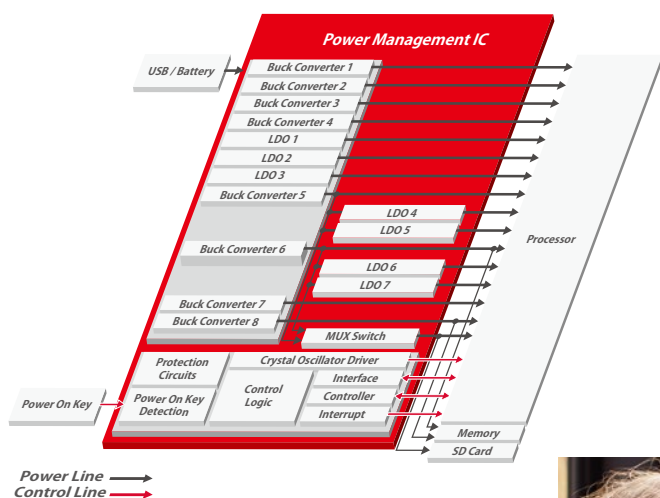 Power Management IC
USB / Battery
Buck Converter 1
Buck Converter 2
Buck Converter 3
Buck Converter 4
LDO 1
LDO 2
LDO 3
Buck Converter 5
LDO 4
LDO 5
Buck Converter 6
LDO 6
LDO 7
Buck Converter 7
Buck Converter 8
MUX Switch
Processor
Protection
Circuits
Crystal Oscillator Driver
Power On Key
Power On Key
Detection
Control
Logic
Interface
Controller
Interrupt
Memory
SD Card
Power Line
Control Line